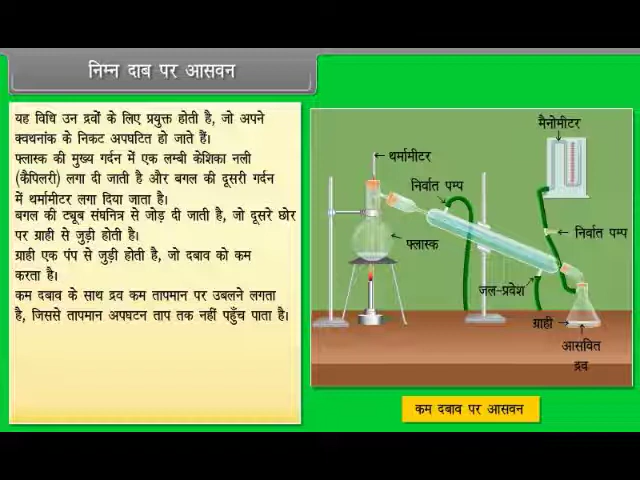 निम्न दाब पर आसवन
यह विधि उन द्रवों के लिए प्रयुक्त होती है, जो अपने
क्वथनांक के निकट अपघटित हो जाते हैं।
फ्लास्क की मुख्य गर्दन में एक लम्बी केशिका नली
(कैपिलरी) लगा दी जाती है और बगल की दूसरी गर्दन
में थर्मामीटर लगा दिया जाता है।
बगल की ट्यूब संघनित्र से जोड़ दी जाती है, जो दूसरे छोर
पर ग्राही से जुड़ी होती है।
ग्राही एक पंप से जुड़ी होती है, जो दबाव को कम
करता है।
कम दबाव के साथ द्रव कम तापमान पर उबलने लगता
है, जिससे तापमान अपघटन ताप तक नहीं पहुँच पाता है।
मैनोमीटर
थर्मामीटर
निर्वात पम्प
निर्वात पम्प
फ्लास्क
जल-प्रवेश
ग्राही
आसवित
द्रव
कम दबाव पर आसवन